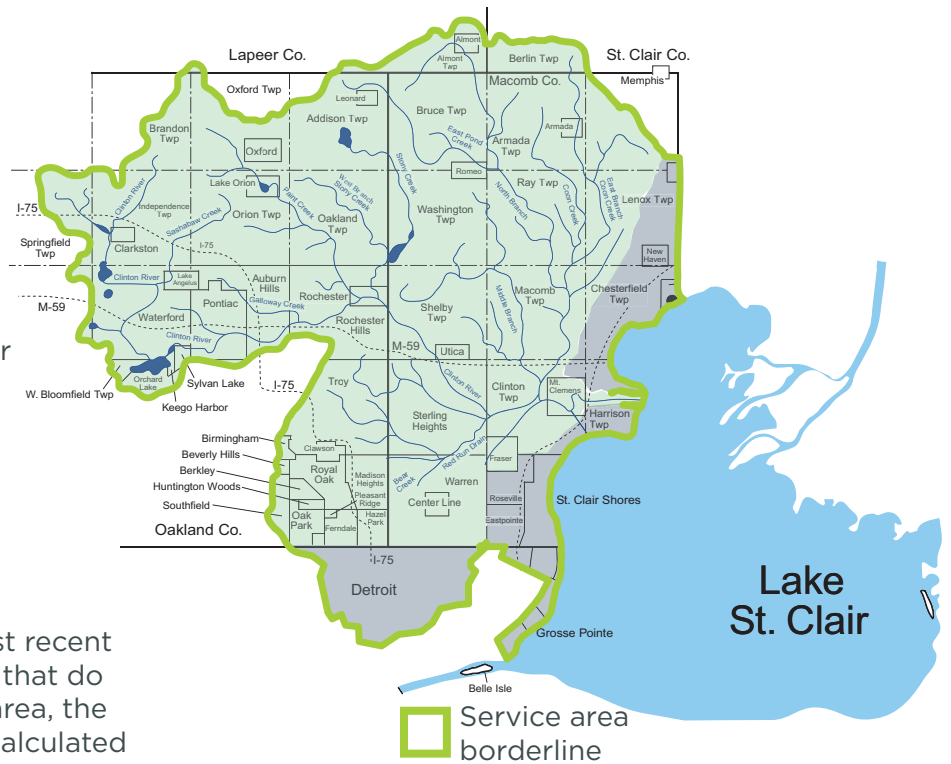 Lapeer Co.
Almont
Almont
Twp
Berlin Twp
St. Clair Co.
Memphis
Macomb Co.
Oxford Twp
Leonard
Addison Twp
Bruce Twp
Armada
Armada
Twp
Brandon
Twp
Oxford
East Pond
Creek
Romeo
Stony Creek
West Branch
Stony Creek
Lake Orion
Orion Twp
Paint Creek
Oakland
Twp
Washington
Twp
North Branch
Ray Twp
Coon Creek
East Branch
Coon Creek
Lenox Twp
Clinton River
Independence
Twp
Sashabaw Creek
I-75
I-75
Springfield
Twp
Clarkston
New
Haven
Clinton River
Lake
Angelus
Auburn
Hills
Chesterfield
Twp
M-59
Pontiac
Galloway Creek
Rochester
Macomb
Twp
Middle Branch
Shelby
Twp
Waterford
Rochester
Hills
Clinton River
M-59
Utica
r
Orchard
Lake
Sylvan Lake
W. Bloomfield Twp
Keego Harbor
I-75
Troy
Clinton River
Clinton
Twp
Mt.
Clemens
Sterling
Heights
Harrison
Twp
Birmingham
Beverly Hills
Berkley
Huntington Woods
Southfield
Clawson
Royal
Oak
Madison
Heights
Pleasant
Ridge
Hazel
Park
Oak
Park
Ferndale
Bear
Creek
Red Run Drain
Warren
Center Line
Fraser
Roseville
Eastpointe
St. Clair Shores
Oakland Co.
I-75
Detroit
Lake
St. Clair
Grosse Pointe
Belle Isle
st recent
that do
area, the
alculated
Service area
borderline